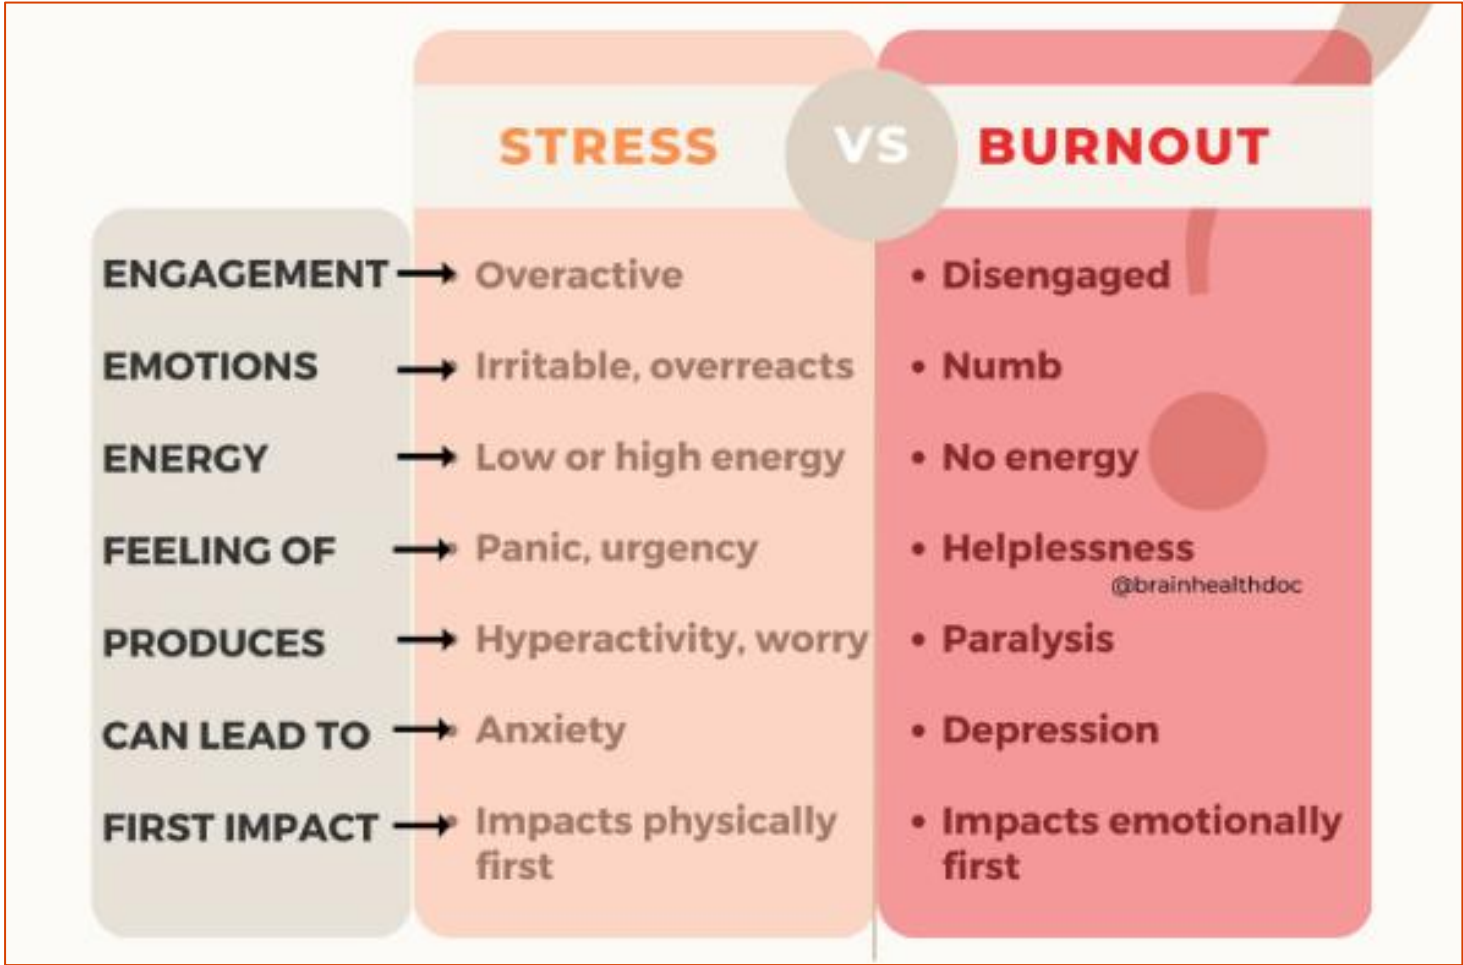 STRESS VS BURNOUT
ENGAGEMENT Overactive • Disengaged
EMOTIONS Irritable, overreacts • Numb
ENERGY Low or high energy • No energy
FEELING OF Panic, urgency • Helplessness
@brainhealthdoc
PRODUCES Hyperactivity, worry • Paralysis
CAN LEAD TO Anxiety • Depression
FIRST IMPACT Impacts physically • Impacts emotionally
first first